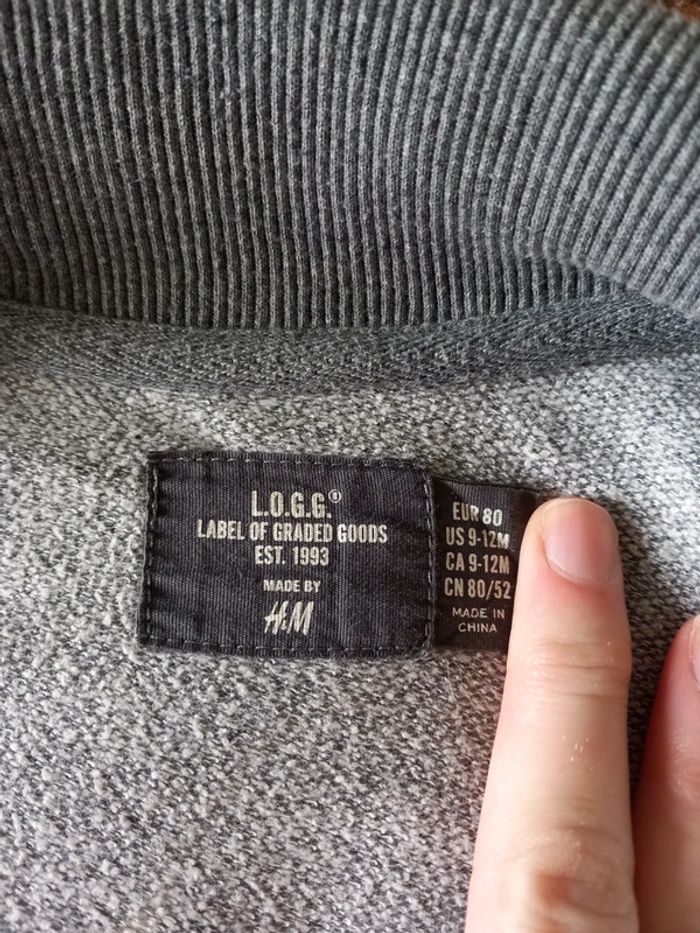 L.O.G.G.®
LABEL OF GRADED GOODS
EST. 1993
MADE BY
H&M
EUR 80
US 9-12M
CA 9-12M
CN 80/52
MADE IN
CHINA